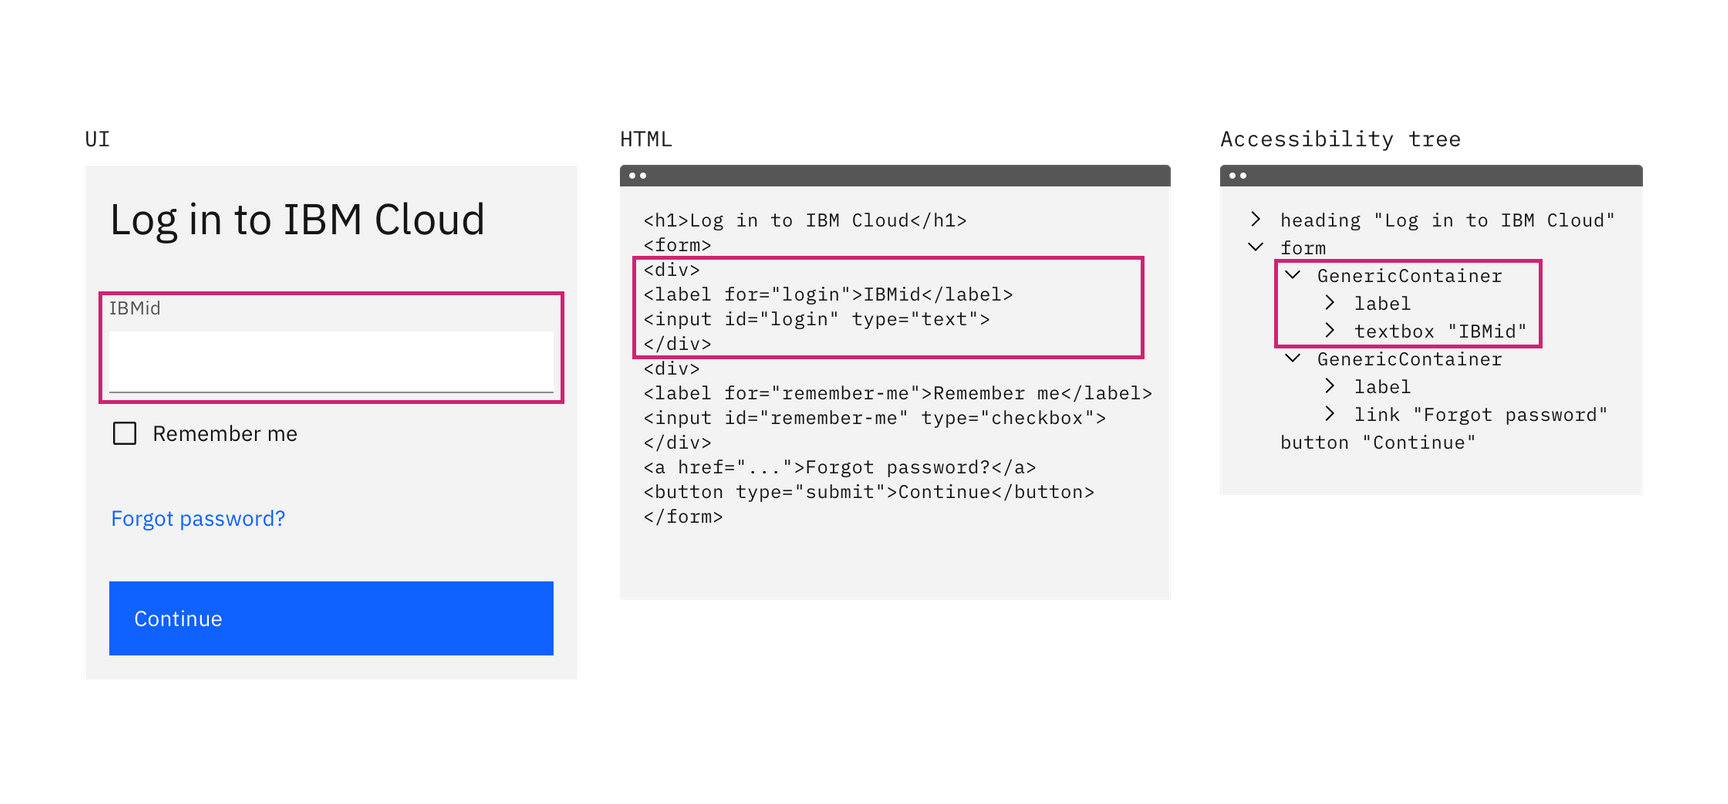 UI
Log in to IBM Cloud
IBMid
Remember me
Forgot password?
Continue
HTML
<h1>Log in to IBM Cloud</h1>
<form>
<div>
<label for="login">IBMid</label>
<input id="login" type="text">
</div>
<div>
<label for="remember-me">Remember me</label>
<input id="remember-me" type="checkbox">
</div>
<a href="...">Forgot password?</a>
<button type="submit">Continue</button>
</form>
Accessibility tree
heading "Log in to IBM Cloud"
form
GenericContainer
label
textbox "IBMid"
GenericContainer
label
link "Forgot password"
button "Continue"